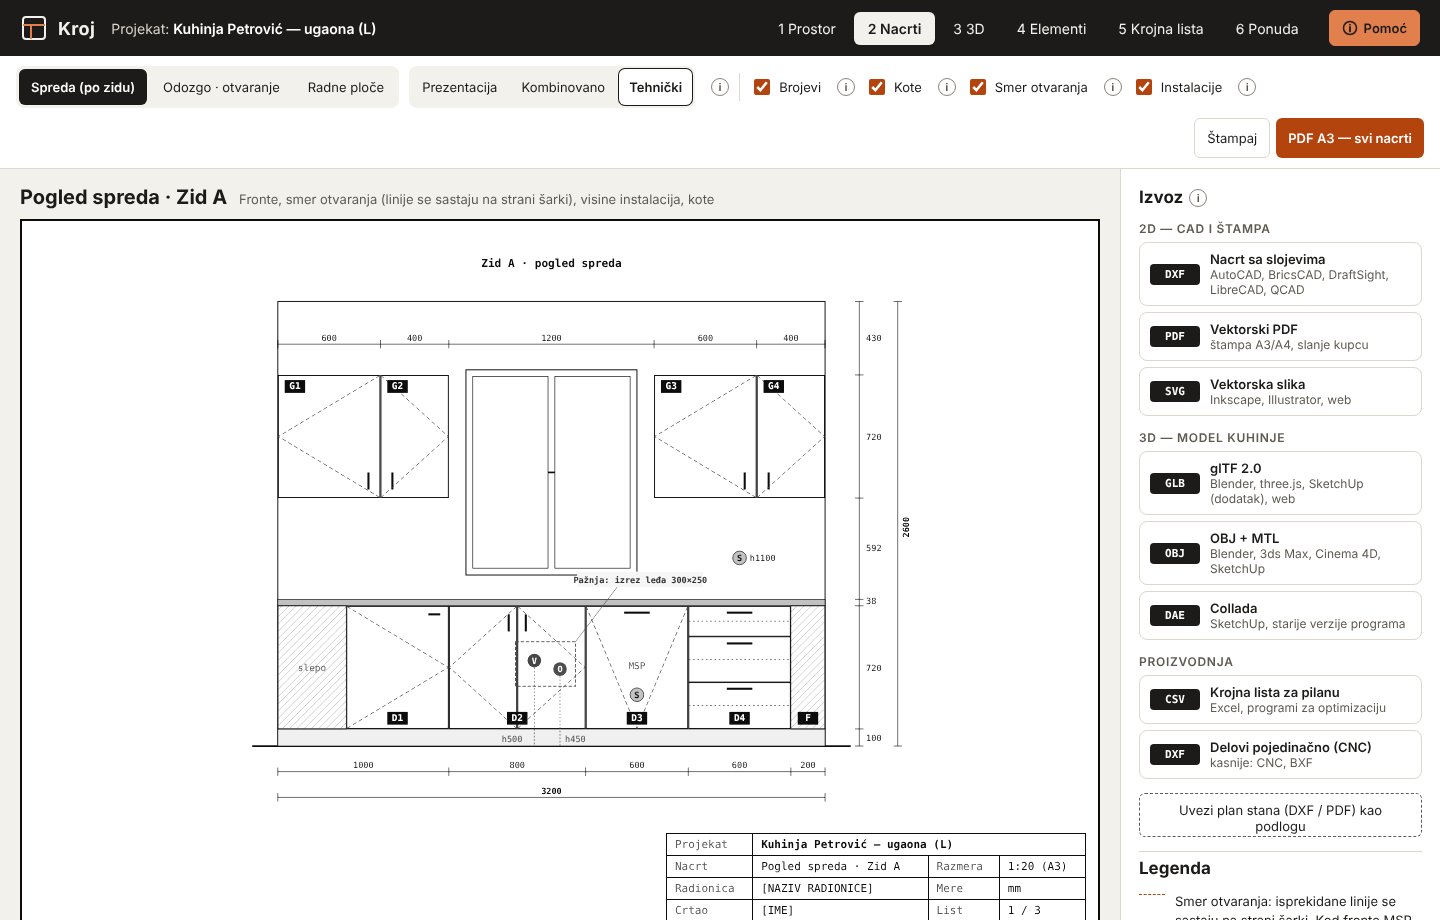 Kroj
Projekat: Kuhinja Petrović — ugaona (L)
1 Prostor
2 Nacrti
3 3D
4 Elementi
5 Krojna lista
6 Ponuda
Pomoć
Spreda (po zidu)
Odozgo · otvaranje
Radne ploče
Prezentacija
Kombinovano
Tehnički
Brojevi
Kote
Smer otvaranja
Instalacije
Štampaj
PDF A3 — svi nacrti
Pogled spreda · Zid A
Fronte, smer otvaranja (linije se sastaju na strani šarki), visine instalacija, kote
Zid A · pogled spreda
600 400 1200 600 400
430
G1 G2 G3 G4
720
2600
592
S h1100
Pažnja: izrez leđa 300×250
38
slepo
V O
MSP
S
720
D1 D2 D3 D4 F
h500 h450
100
1000 800 600 600 200
3200
Projekat Kuhinja Petrović — ugaona (L)
Nacrt Pogled spreda · Zid A Razmera 1:20 (A3)
Radionica [NAZIV RADIONICE] Mere mm
Crtao [IME] List 1 / 3
Izvoz
2D — CAD I ŠTAMPA
DXF
Nacrt sa slojevima
AutoCAD, BricsCAD, DraftSight,
LibreCAD, QCAD
PDF
Vektorski PDF
štampa A3/A4, slanje kupcu
SVG
Vektorska slika
Inkscape, Illustrator, web
3D — MODEL KUHINJE
GLB
glTF 2.0
Blender, three.js, SketchUp
(dodatak), web
OBJ
OBJ + MTL
Blender, 3ds Max, Cinema 4D,
SketchUp
DAE
Collada
SketchUp, starije verzije programa
PROIZVODNJA
CSV
Krojna lista za pilanu
Excel, programi za optimizaciju
DXF
Delovi pojedinačno (CNC)
kasnije: CNC, BXF
Uvezi plan stana (DXF / PDF) kao
podlogu
Legenda
Smer otvaranja: isprekidane linije se
sastaju na strani šarki. Kod fronte MSP